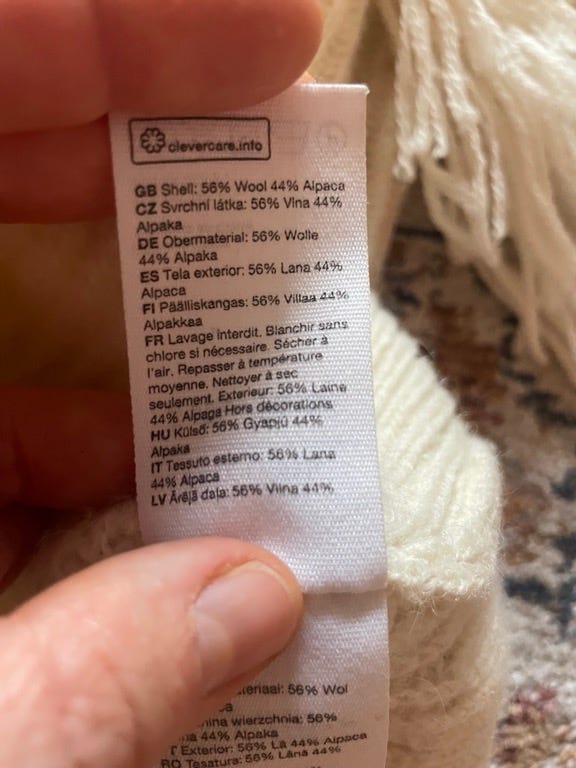 clevercare.info
GB Shell: 56% Wool 44% Alpaca
CZ Svrchní látka: 56% Vlna 44%
Alpaka
DE Obermaterial: 56% Wolle
44% Alpaka
ES Tela exterior: 56% Lana 44%
Alpaca
FI Päälliskangas: 56% Villaa 44%
Alpakkaa
FR Lavage interdit. Blanchir sans
chlore si nécessaire. Sécher à
l'air. Repasser à température
moyenne. Nettoyer à sec
seulement. Exterieur: 56% Laine
44% Alpaga Hors décorations
HU Külső: 56% Gyapjú 44%
Alpaka
IT Tessuto esterno: 56% Lana
44% Alpaca
LV Ārējā daļa: 56% Vilna 44%
56% Wol
wierzchnia: 56%
44% Alpaka
Exterior: 56% Lã 44% Alpaca
RO Tesatura: 56% Lână 44%